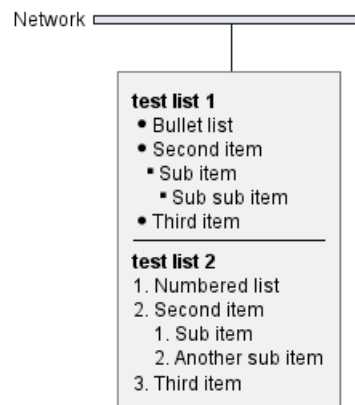 Network
test list 1
• Bullet list
• Second item
▪ Sub item
▪ Sub sub item
• Third item
test list 2
1. Numbered list
2. Second item
1. Sub item
2. Another sub item
3. Third item